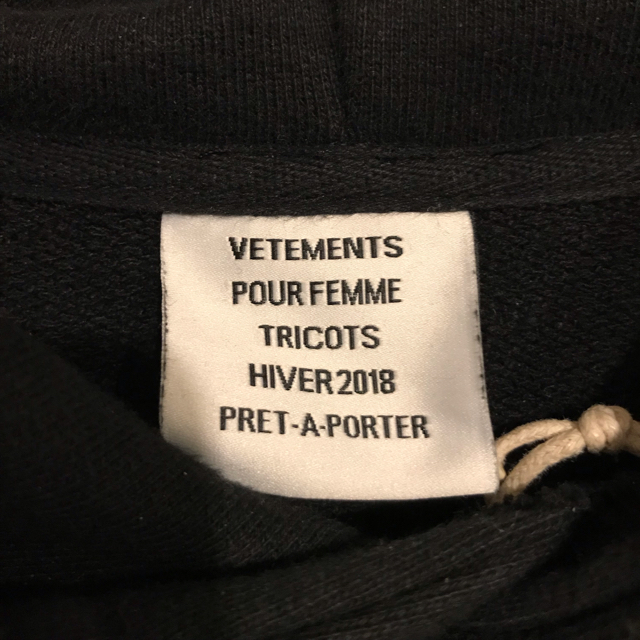 VETEMENTS
POUR FEMME
TRICOTS
HIVER 2018
PRET-A-PORTER